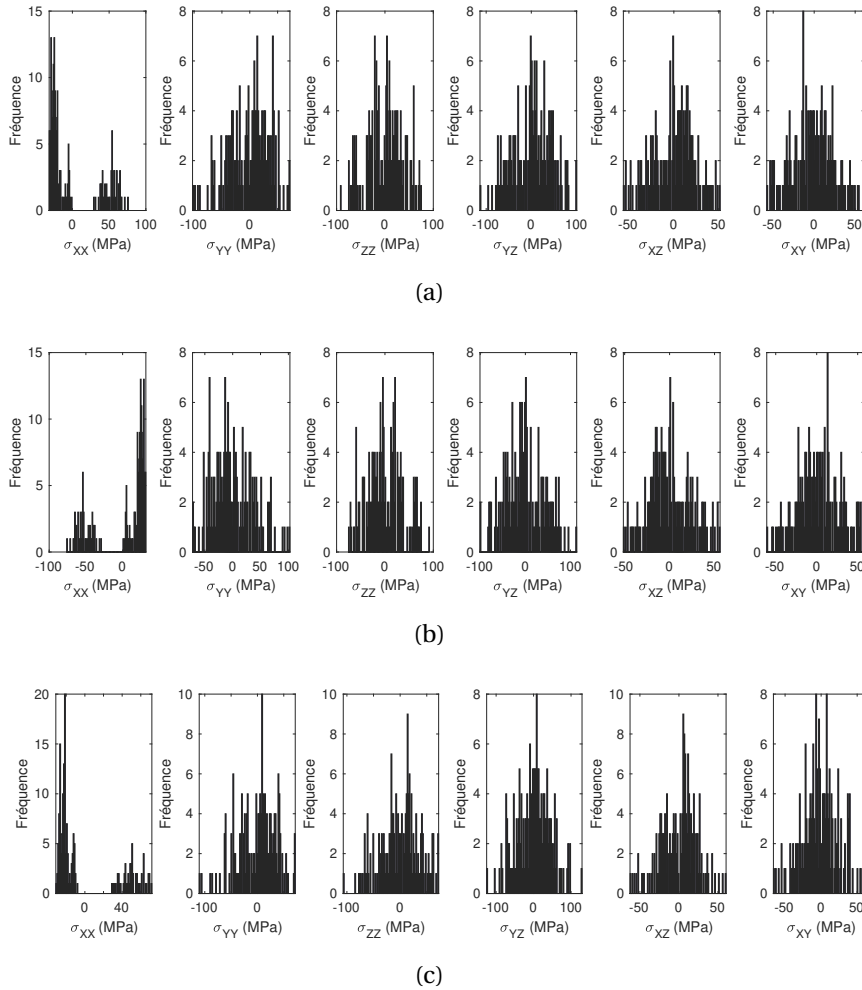 15
10
5
0
Fréquence
0 50 100
σXX (MPa)
8
6
4
2
0
Fréquence
-100 0
σYY (MPa)
8
6
4
2
0
Fréquence
-100 0 100
σZZ (MPa)
8
6
4
2
0
Fréquence
-100 0 100
σYZ (MPa)
8
6
4
2
0
Fréquence
-50 0 50
σXZ (MPa)
8
6
4
2
0
Fréquence
-50 0 50
σXY (MPa)
(a)
15
10
5
0
Fréquence
-100 -50 0
σXX (MPa)
8
6
4
2
0
Fréquence
-50 0 50 100
σYY (MPa)
8
6
4
2
0
Fréquence
-100 0 100
σZZ (MPa)
8
6
4
2
0
Fréquence
-100 0 100
σYZ (MPa)
8
6
4
2
0
Fréquence
-50 0 50
σXZ (MPa)
8
6
4
2
0
Fréquence
-50 0 50
σXY (MPa)
(b)
20
15
10
5
0
Fréquence
0 40
σXX (MPa)
10
8
6
4
2
0
Fréquence
-100 0
σYY (MPa)
10
8
6
4
2
0
Fréquence
-100 0
σZZ (MPa)
8
6
4
2
0
Fréquence
-100 0 100
σYZ (MPa)
10
8
6
4
2
0
Fréquence
-50 0 50
σXZ (MPa)
8
6
4
2
0
Fréquence
-50 0 50
σXY (MPa)
(c)